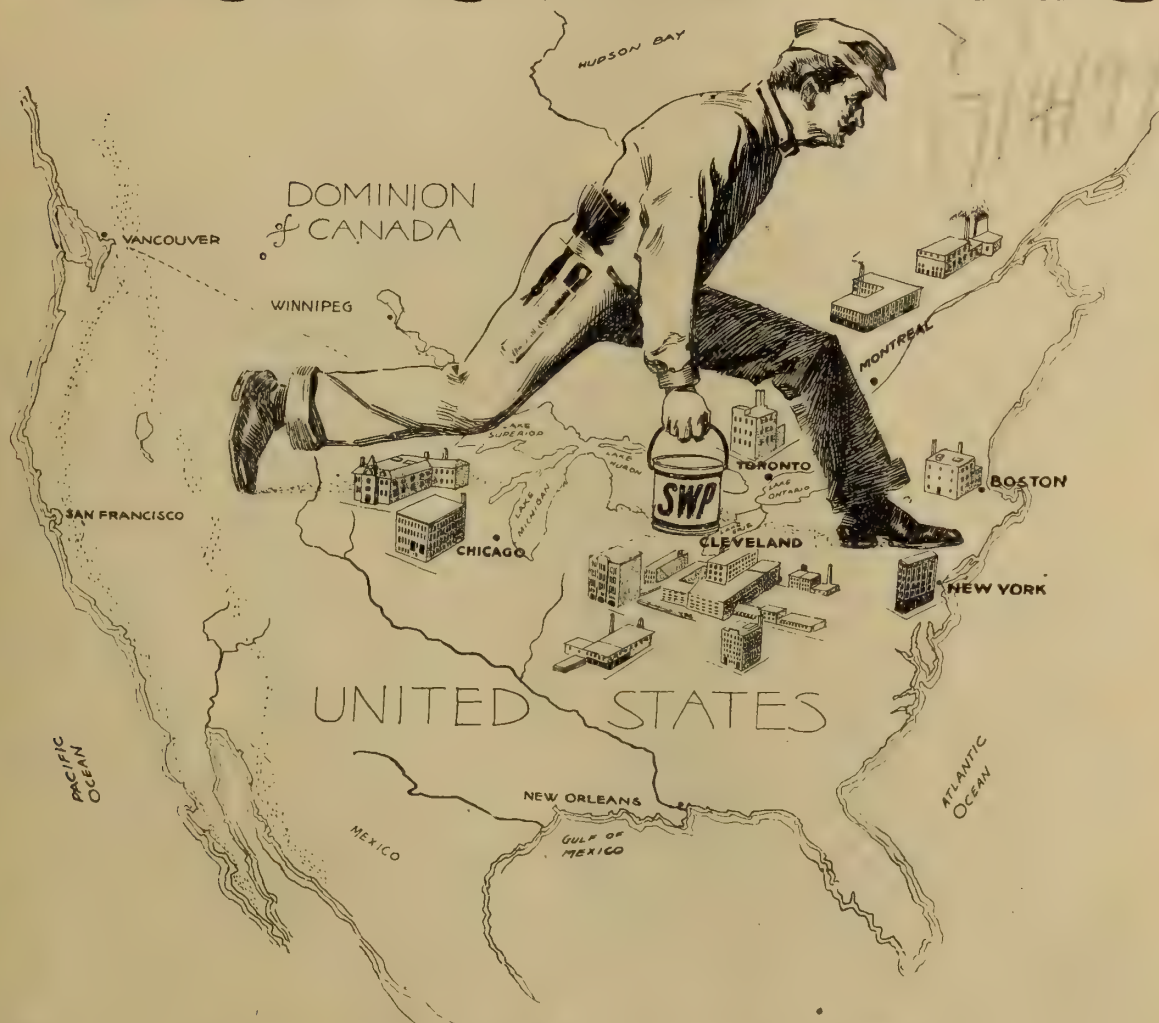 HUDSON BAY
DOMINION
of CANADA
VANCOUVER
WINNIPEG
MONTREAL
LAKE
SUPERIOR
LAKE
HURON
TORONTO
LAKE
ONTARIO
LAKE
MICHIGAN
SWP
BOSTON
SAN FRANCISCO
CHICAGO
ERIE
CLEVELAND
NEW YORK
UNITED STATES
PACIFIC
OCEAN
ATLANTIC
OCEAN
NEW ORLEANS
GULF OF
MEXICO
MEXICO